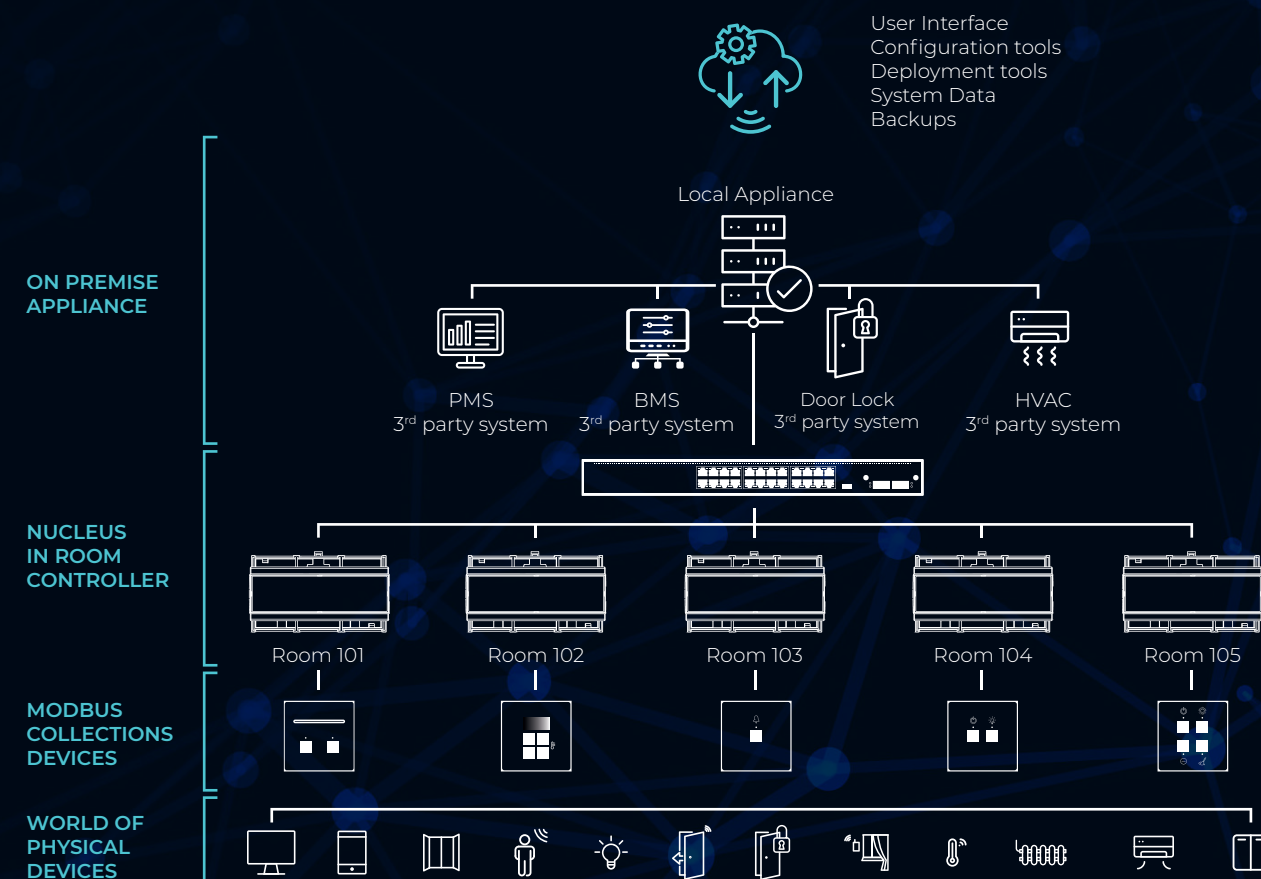 User Interface
Configuration tools
Deployment tools
System Data
Backups
Local Appliance
ON PREMISE
APPLIANCE
PMS
3rd party system
BMS
3rd party system
Door Lock
3rd party system
HVAC
3rd party system
NUCLEUS
IN ROOM
CONTROLLER
Room 101
Room 102
Room 103
Room 104
Room 105
MODBUS
COLLECTIONS
DEVICES
WORLD OF
PHYSICAL
DEVICES